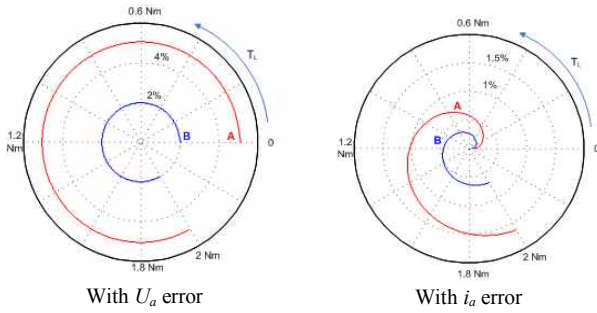 0.6 Nm
T_L
4%
2%
B
A
1.2 Nm
0
2 Nm
1.8 Nm
With U_a error
0.6 Nm
T_L
1.5%
1%
A
B
1.2 Nm
0
2 Nm
1.8 Nm
With i_a error